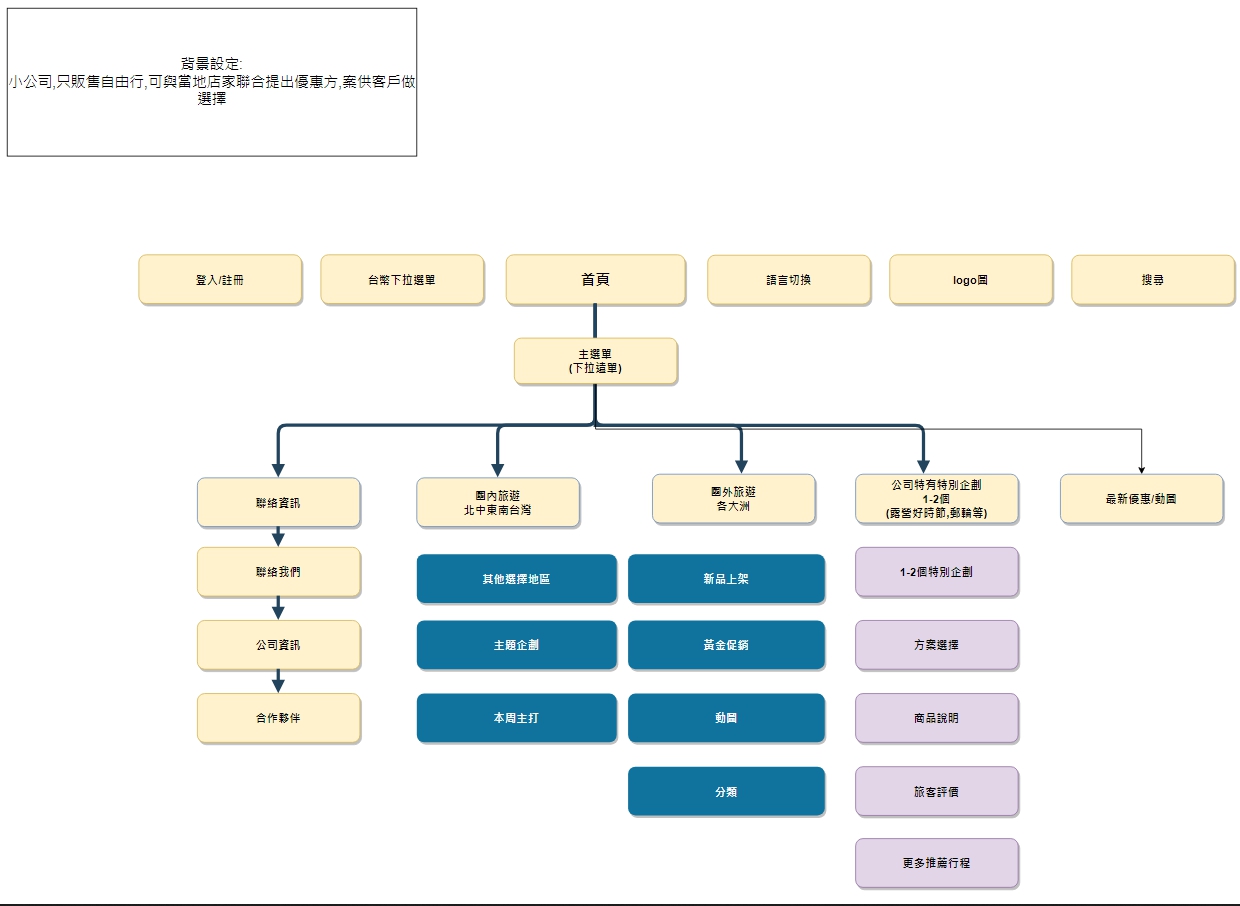 背景設定:
小公司,只販售自由行,可與當地店家聯合提出優惠方,案供客戶做
選擇
登入/註冊
台幣下拉選單
首頁
語言切換
logo圖
搜尋
主選單
(下拉這單)
聯絡資訊
國內旅遊
北中東南台灣
國外旅遊
各大洲
公司特有特別企劃
1-2個
(露營好時節,郵輪等)
最新優惠/動圖
聯絡我們
其他選擇地區
新品上架
1-2個特別企劃
公司資訊
主題企劃
黃金促銷
方案選擇
合作夥伴
本周主打
動圖
商品說明
分類
旅客評價
更多推薦行程